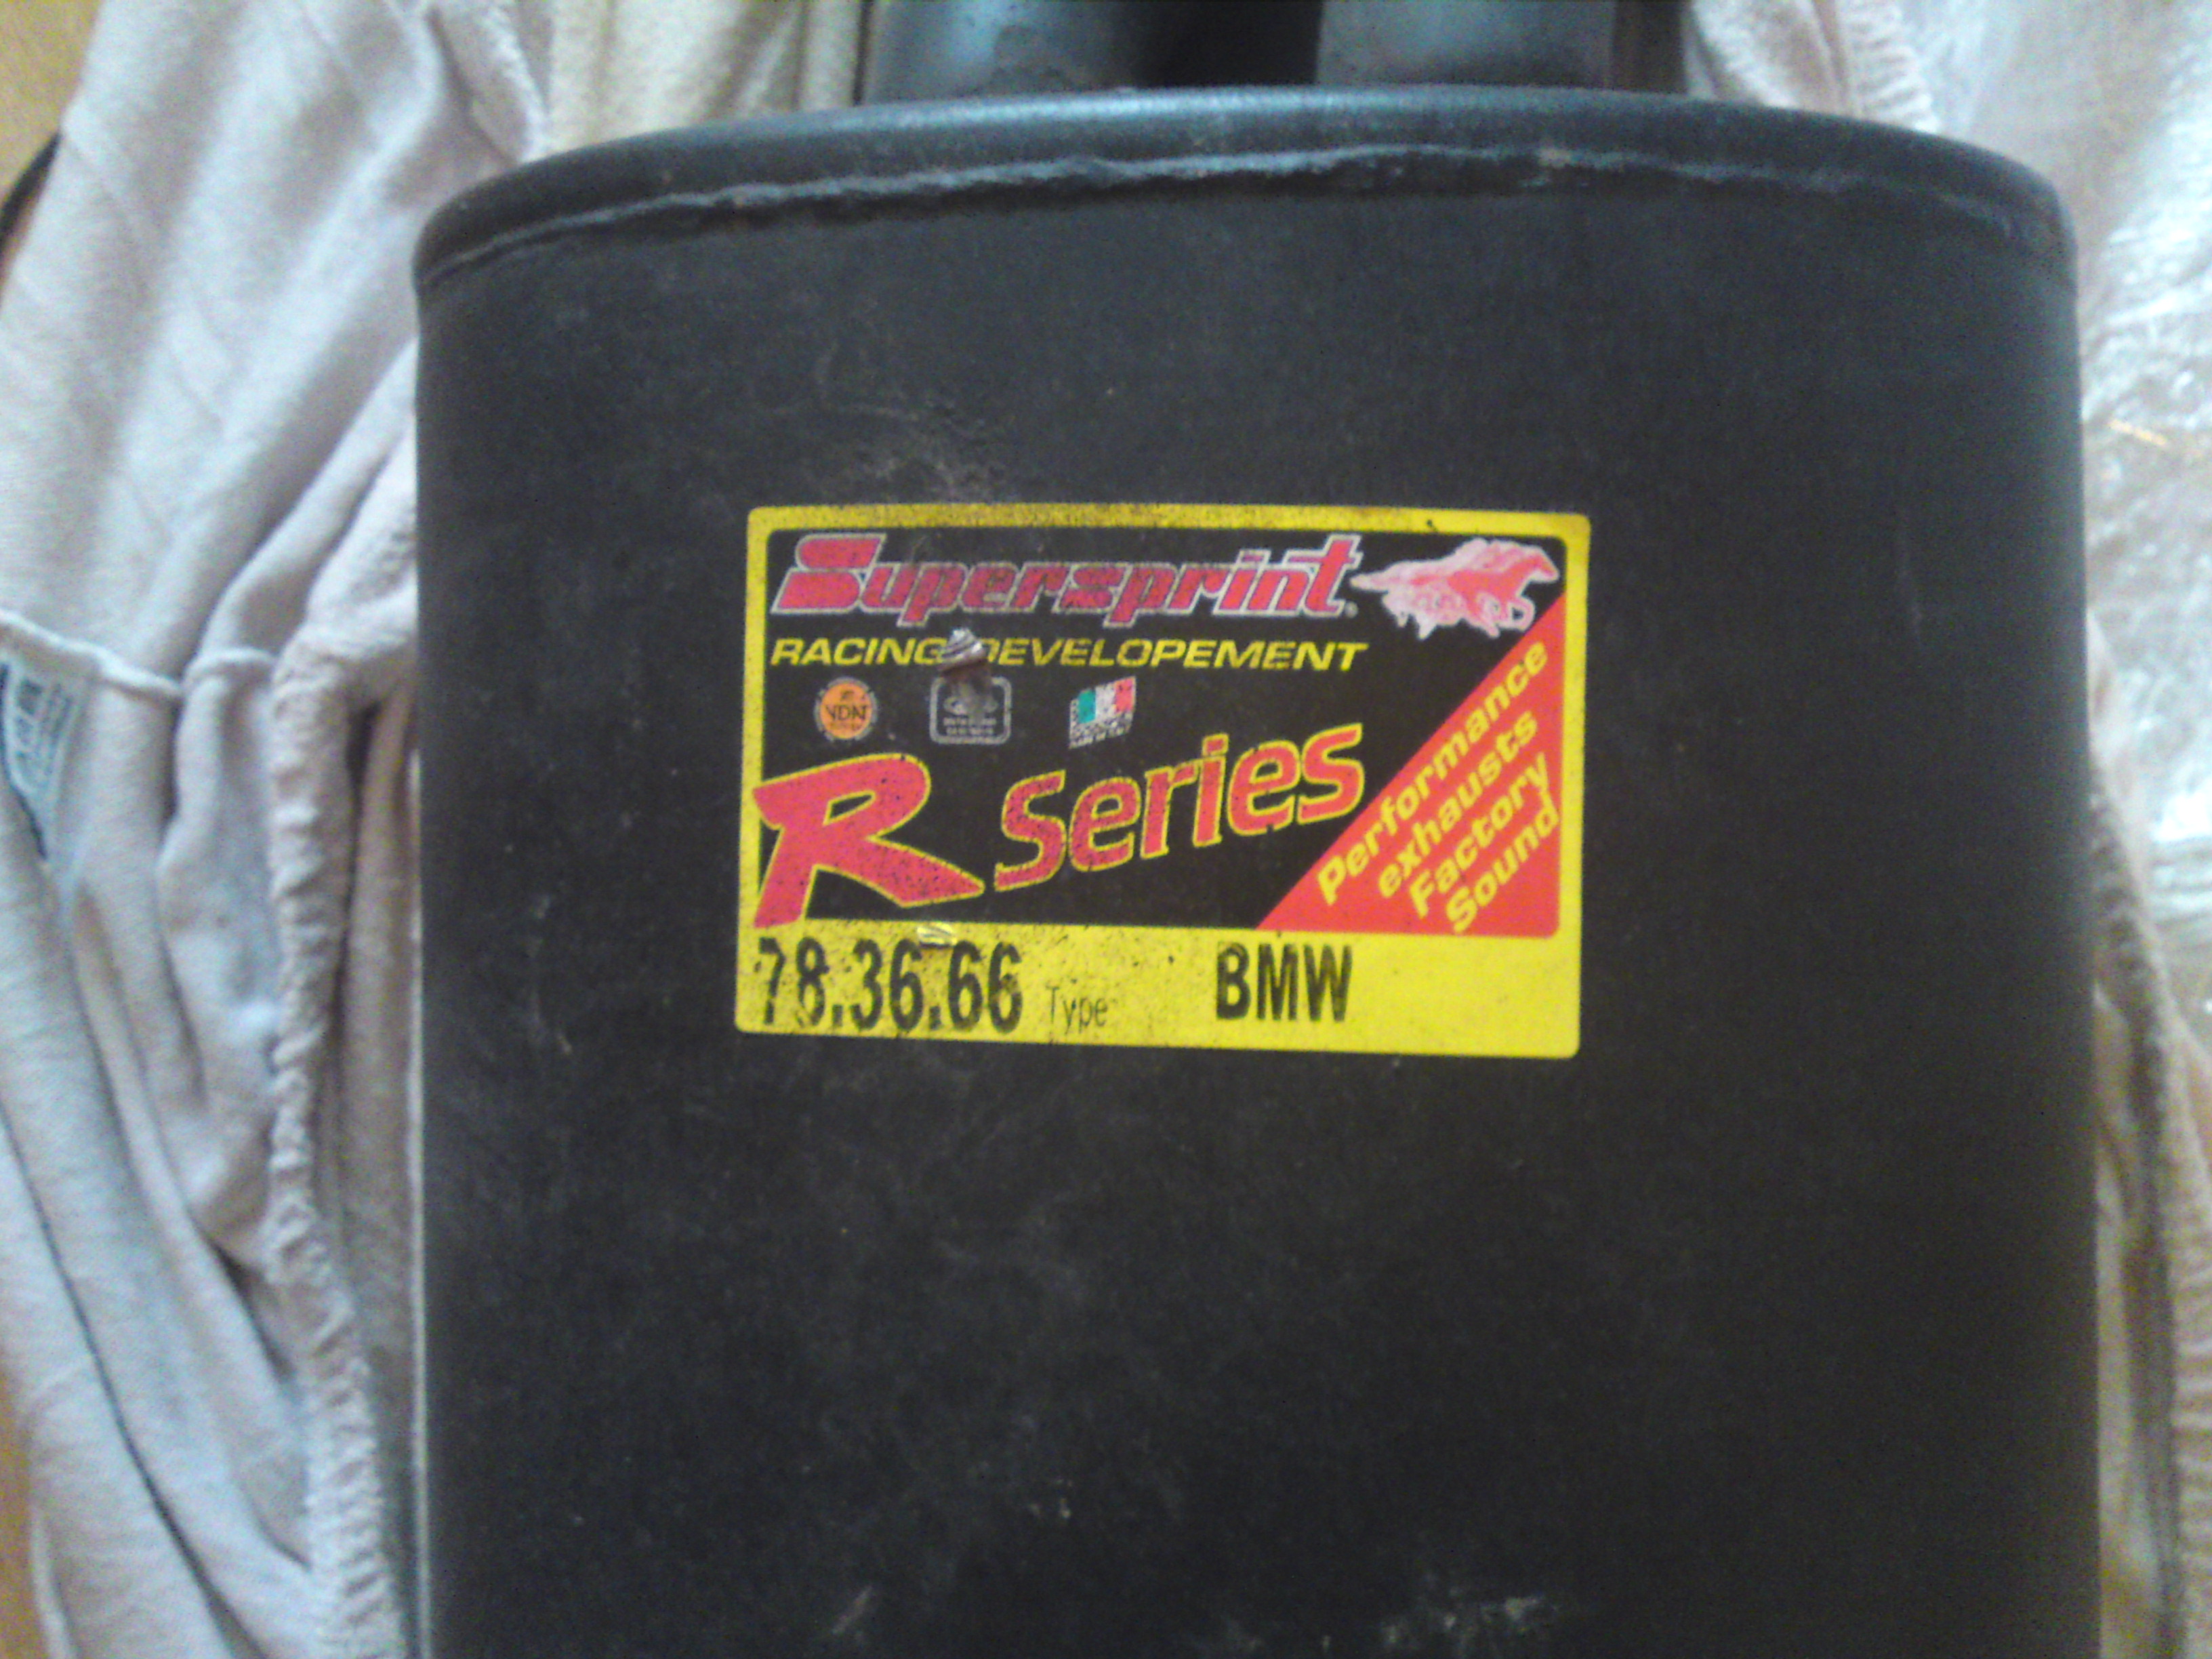 Supersprint®
RACING DEVELOPEMENT
R series
Performance
exhausts
Factory
Sound
78.36.66 Type BMW